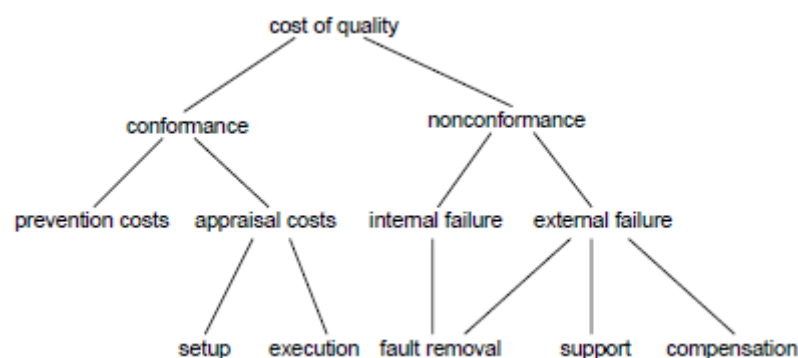 cost of quality
conformance
nonconformance
prevention costs
appraisal costs
internal failure
external failure
setup
execution
fault removal
support
compensation